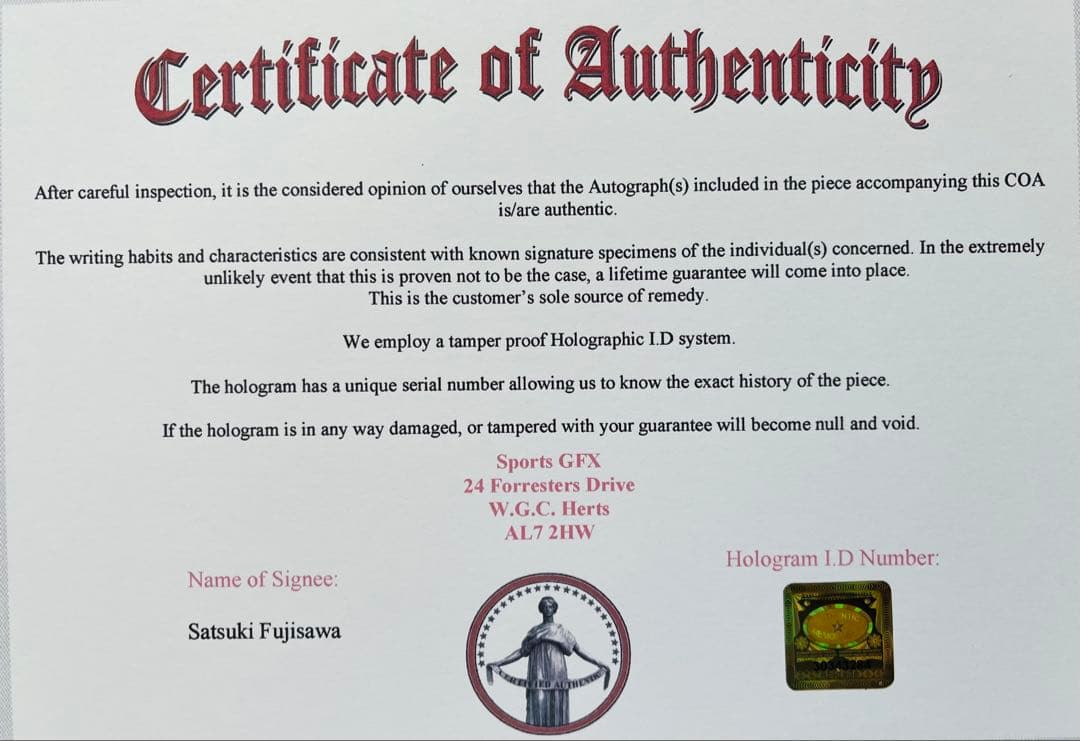 Certificate of Authenticity
After careful inspection, it is the considered opinion of ourselves that the Autograph(s) included in the piece accompanying this COA
is/are authentic.
The writing habits and characteristics are consistent with known signature specimens of the individual(s) concerned. In the extremely
unlikely event that this is proven not to be the case, a lifetime guarantee will come into place.
This is the customer's sole source of remedy.
We employ a tamper proof Holographic I.D system.
The hologram has a unique serial number allowing us to know the exact history of the piece.
If the hologram is in any way damaged, or tampered with your guarantee will become null and void.
Sports GFX
24 Forresters Drive
W.G.C. Herts
AL7 2HW
Name of Signee:
Satsuki Fujisawa
CERTIFIED AUTHENTIC
Hologram I.D Number: